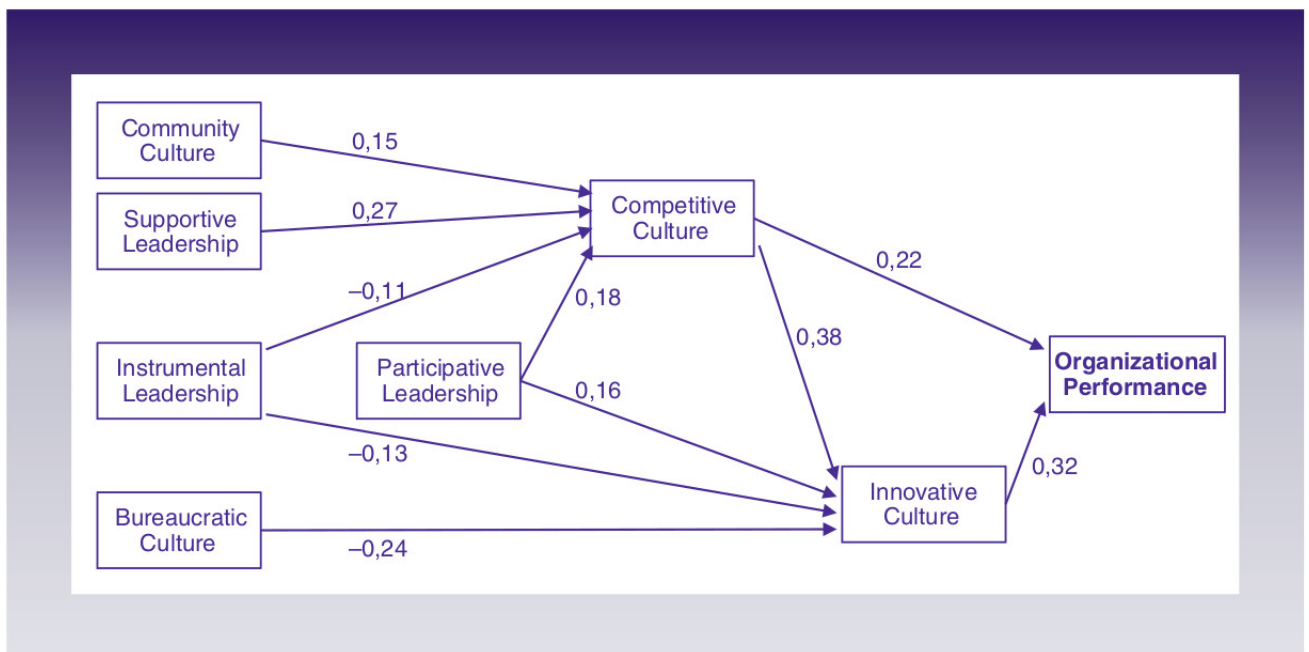 Community
Culture
0,15
Supportive
Leadership
0,27
Competitive
Culture
–0,11
0,18
0,22
0,38
Instrumental
Leadership
Participative
Leadership
0,16
Organizational
Performance
–0,13
0,32
Bureaucratic
Culture
–0,24
Innovative
Culture